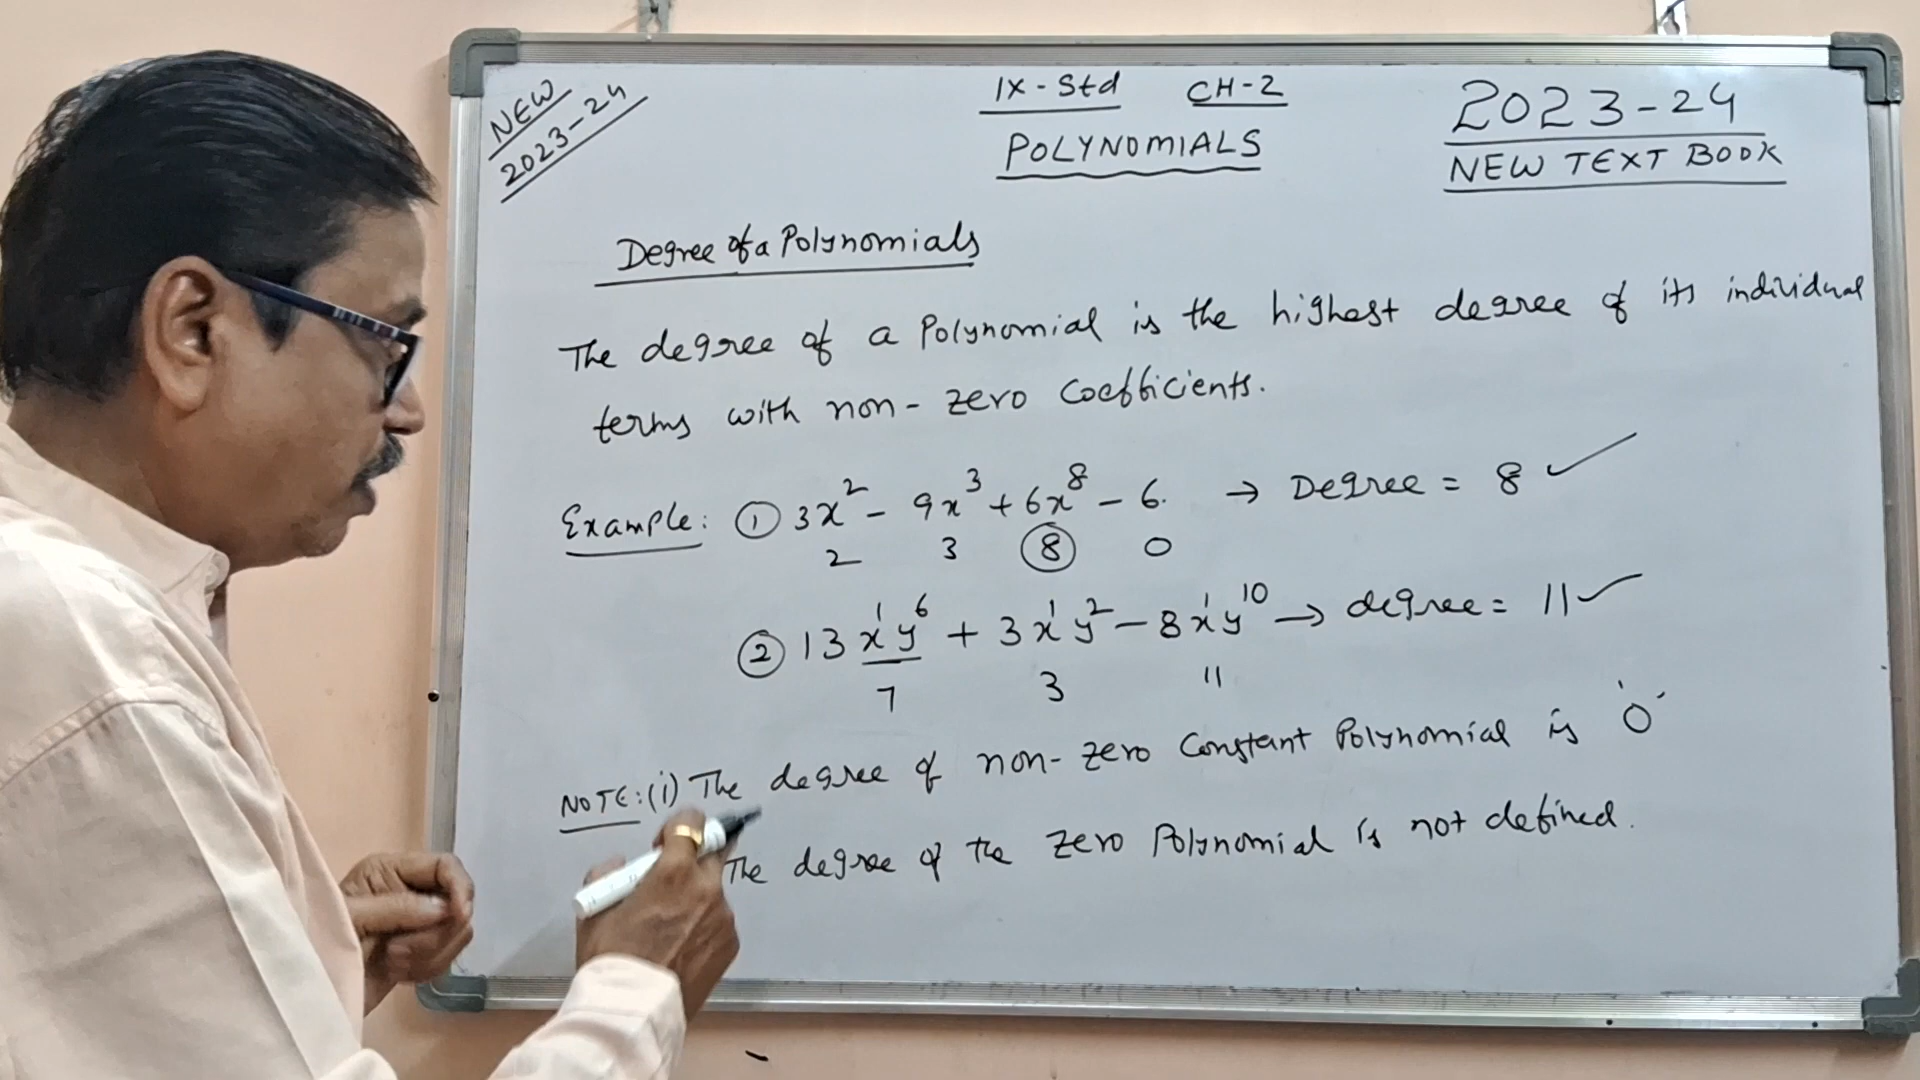 NEW
2023-24
IX-Std CH-2
POLYNOMIALS
2023-24
NEW TEXT BOOK
Degree of a Polynomials
The degree of a Polynomial is the highest degree of its individual
terms with non-zero coefficients.
Example: ① 3x² - 9x³ + 6x⁸ - 6. → Degree = 8 ✓
2 3 ⑧ 0
② 13x¹y⁶ + 3x¹y² - 8x¹y¹⁰ → degree = 11 ✓
7 3 11
NOTE: (i) The degree of non-zero Constant Polynomial is '0'
The degree of the zero Polynomial is not defined.